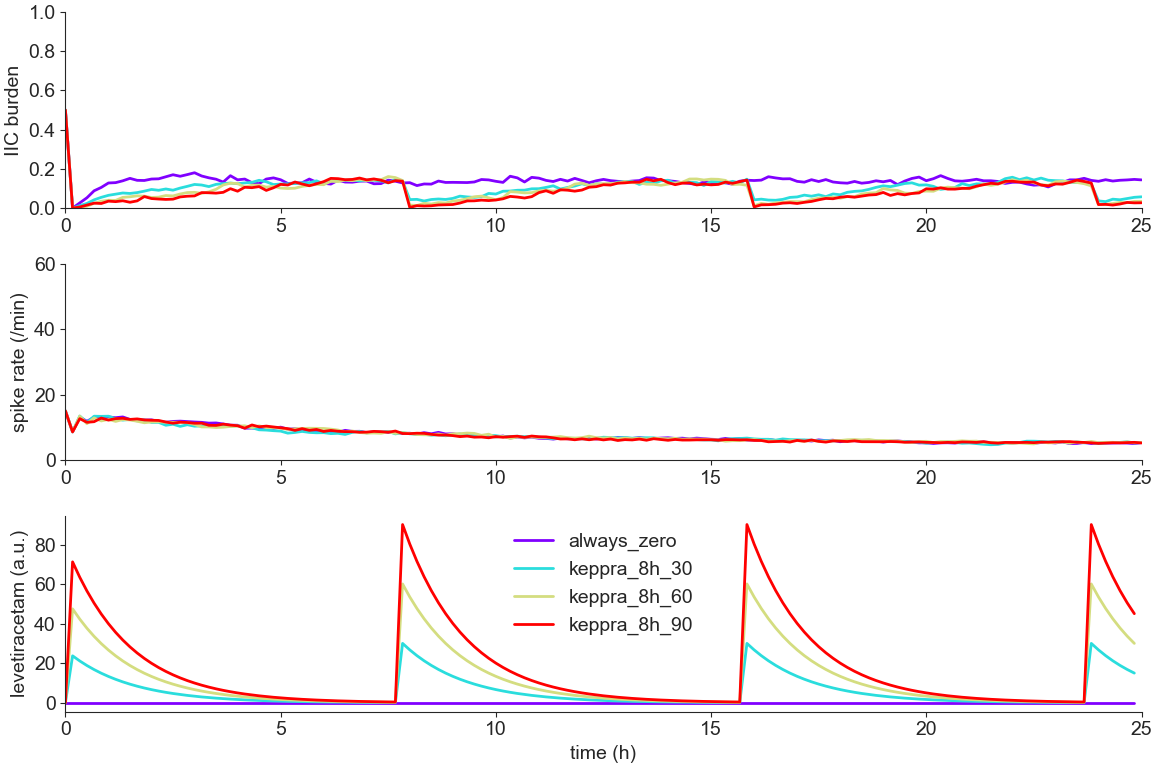 1.0
0.8
0.6
0.4
0.2
0.0
IIC burden
0 5 10 15 20 25
60
40
20
0
spike rate (/min)
0 5 10 15 20 25
80
60
40
20
0
levetiracetam (a.u.)
always_zero
keppra_8h_30
keppra_8h_60
keppra_8h_90
0 5 10 15 20 25
time (h)